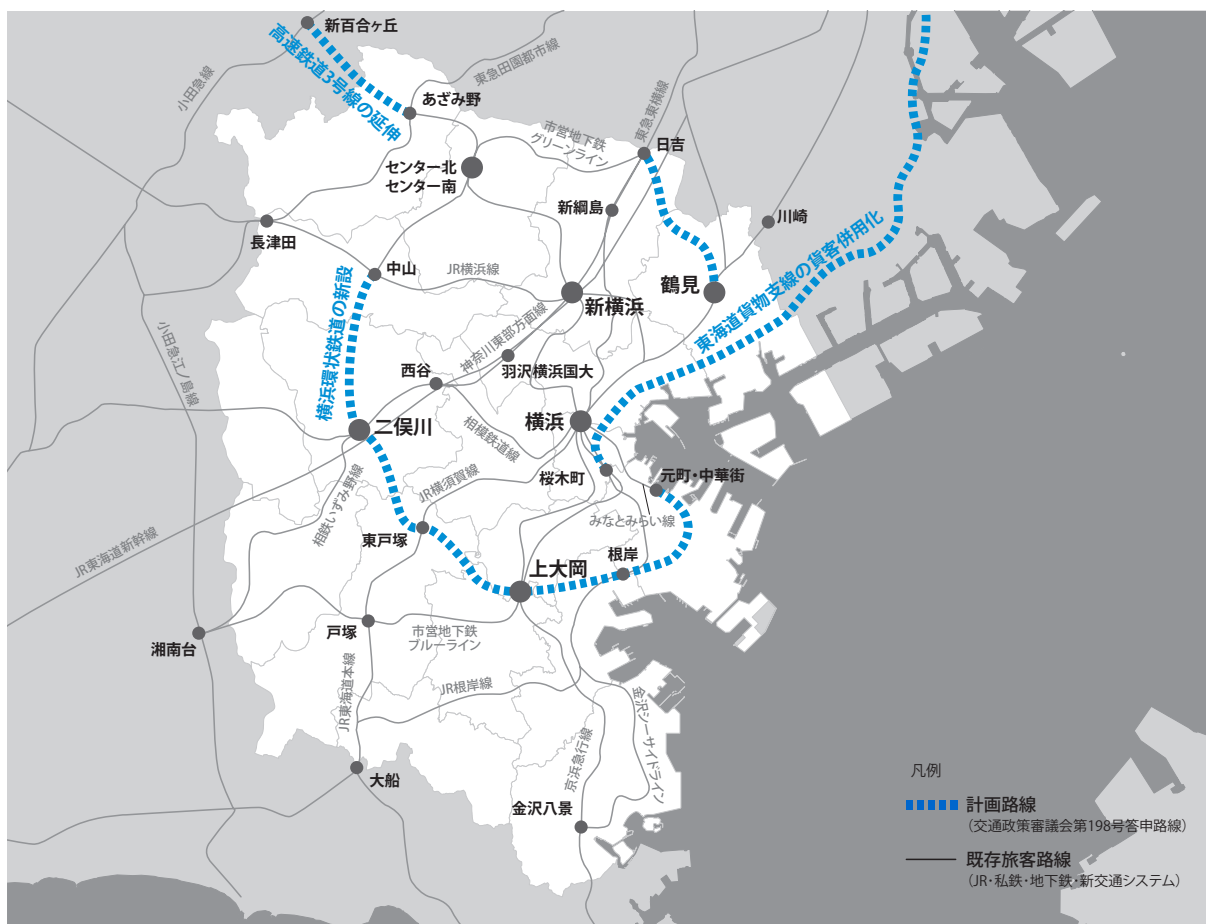 新百合ヶ丘
高速鉄道3号線の延伸
小田急線
東急田園都市線
あざみ野
東急東横線
市営地下鉄
グリーンライン
日吉
センター北
センター南
新綱島
川崎
長津田
中山
JR横浜線
新横浜
鶴見
東海道貨物支線の貨客併用化
横浜環状鉄道の新設
神奈川東部方面線
小田急江ノ島線
西谷
羽沢横浜国大
二俣川
横浜
相模鉄道線
JR横須賀線
桜木町
元町・中華街
相鉄いずみ野線
みなとみらい線
JR東海道新幹線
東戸塚
上大岡
根岸
戸塚
市営地下鉄
ブルーライン
湘南台
JR根岸線
JR東海道本線
金沢シーサイドライン
京浜急行線
大船
金沢八景
凡例
計画路線
（交通政策審議会第198号答申路線）
既存旅客路線
（JR・私鉄・地下鉄・新交通システム）